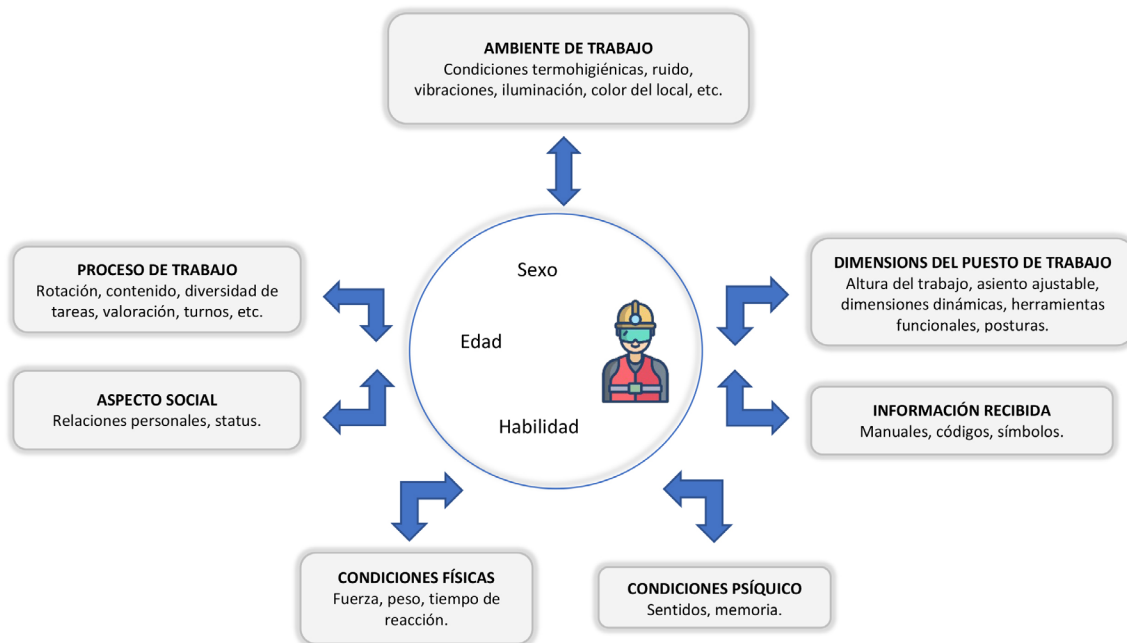 AMBIENTE DE TRABAJO
Condiciones termohigiénicas, ruido,
vibraciones, iluminación, color del local, etc.
PROCESO DE TRABAJO
Rotación, contenido, diversidad de
tareas, valoración, turnos, etc.
ASPECTO SOCIAL
Relaciones personales, status.
Sexo
Edad
Habilidad
DIMENSIONS DEL PUESTO DE TRABAJO
Altura del trabajo, asiento ajustable,
dimensiones dinámicas, herramientas
funcionales, posturas.
INFORMACIÓN RECIBIDA
Manuales, códigos, símbolos.
CONDICIONES FÍSICAS
Fuerza, peso, tiempo de
reacción.
CONDICIONES PSÍQUICO
Sentidos, memoria.